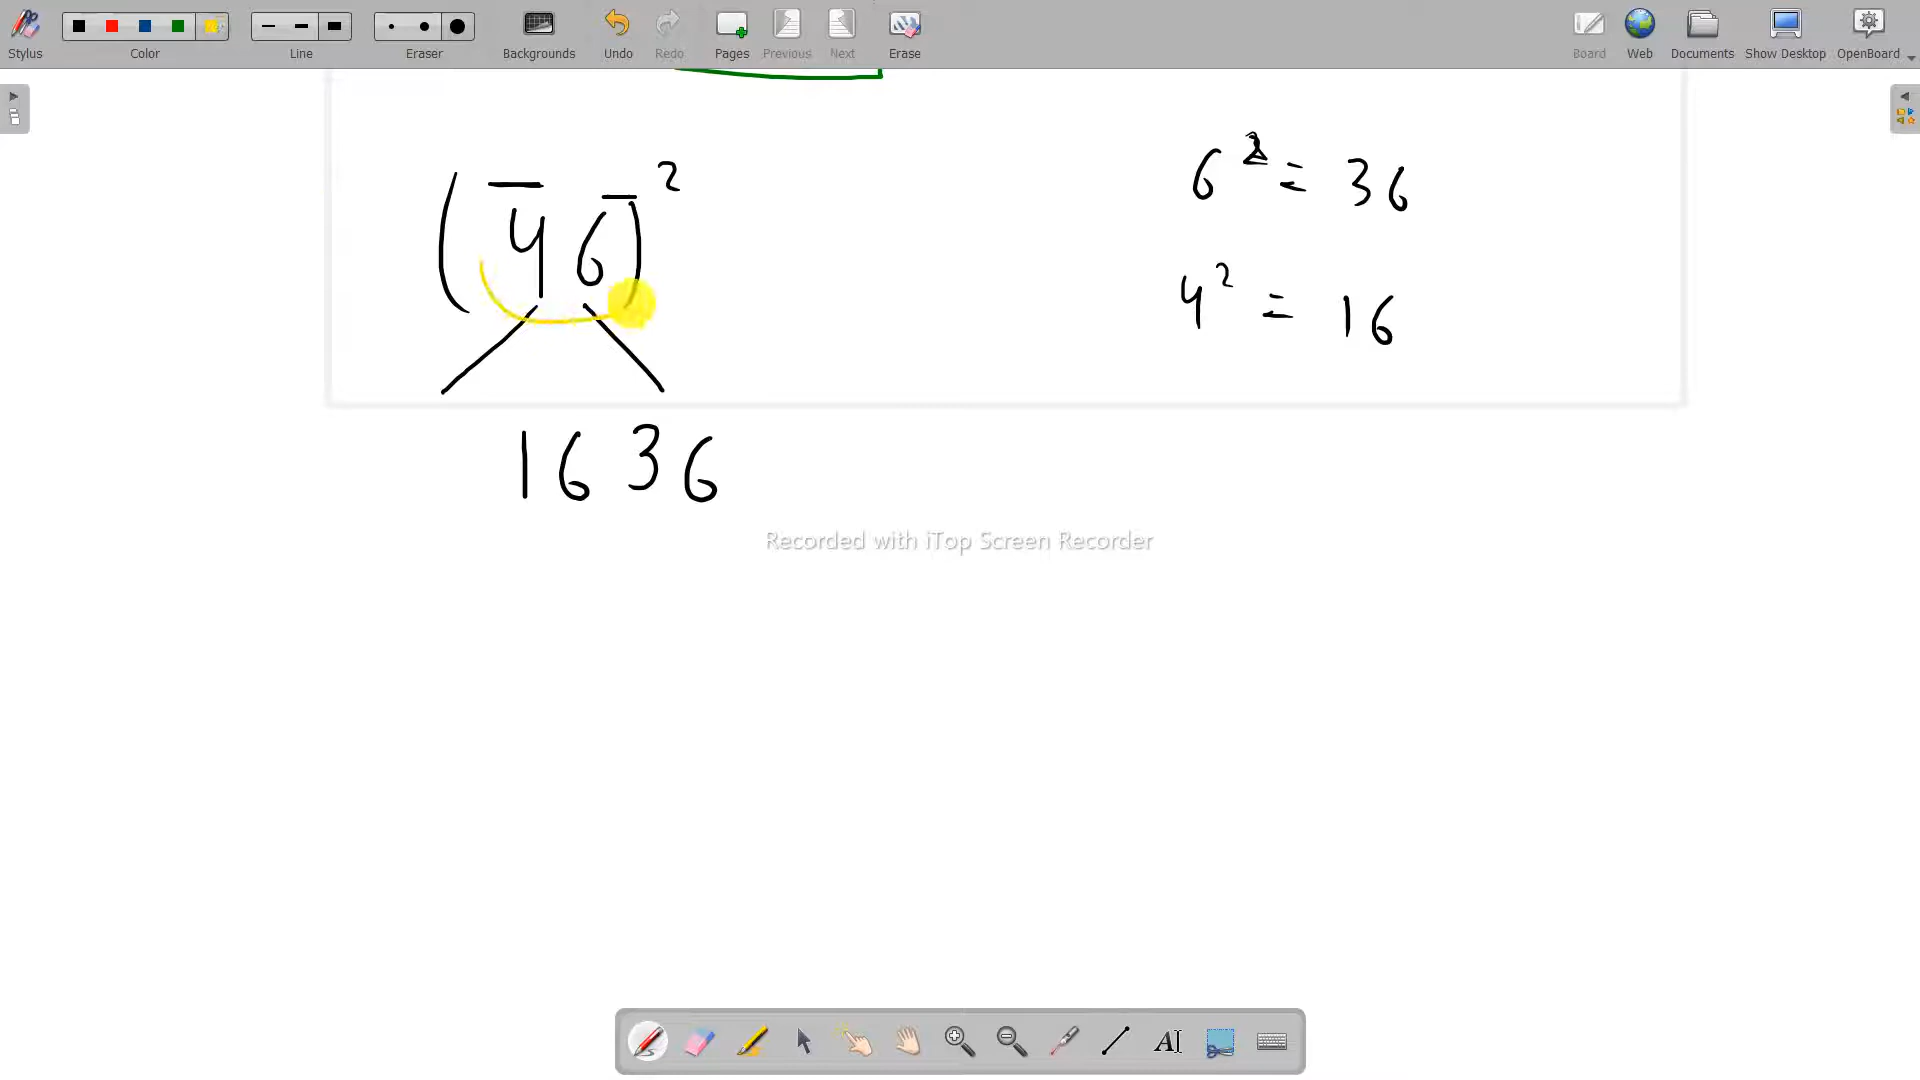 Stylus Color Line Eraser Backgrounds Undo Redo Pages Previous Next Erase Board Web Documents Show Desktop OpenBoard
(46)²
6² = 36
4² = 16
1636
Recorded with iTop Screen Recorder